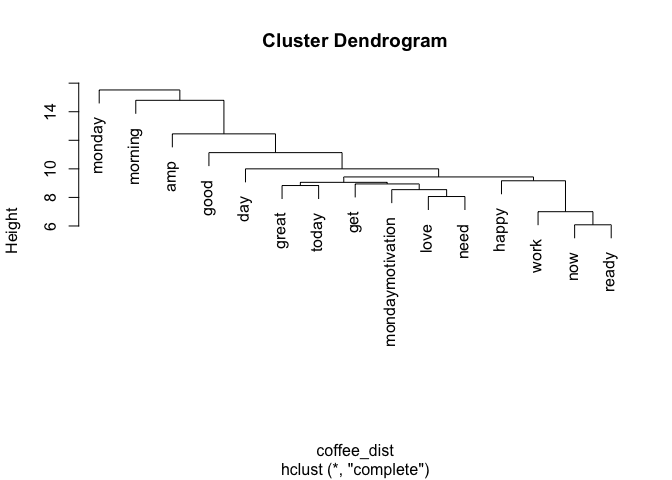 Cluster Dendrogram
Height
14
10
8
6
monday
morning
amp
good
day
great
today
get
mondaymotivation
love
need
happy
work
now
ready
coffee_dist
hclust (*, "complete")